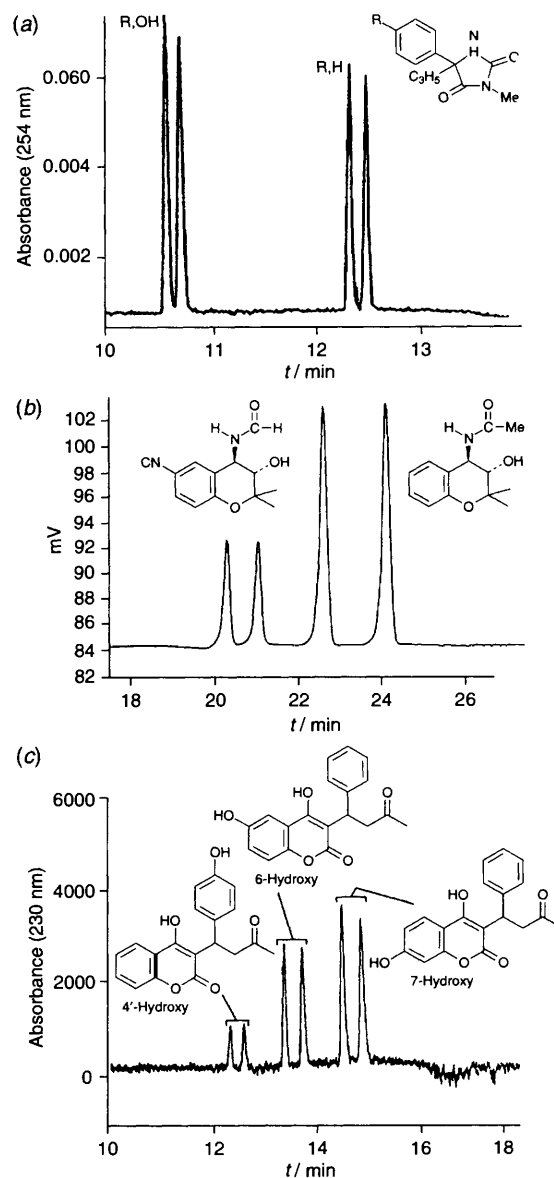 (a)
R,OH
R,H
R
N
H
O
C3H5
O
N
Me
0.060
0.004
0.002
Absorbance (254 nm)
10 11 12 13
t / min
(b)
102
100
98
96
94
92
90
88
86
84
82
mV
O
H N H
CN
OH
O
O
H N Me
OH
O
18 20 22 24 26
t / min
(c)
6000
4000
2000
0
Absorbance (230 nm)
OH
HO
O
O
O
4'-Hydroxy
HO
HO
O
O
O
6-Hydroxy
HO
O
HO
O
O
7-Hydroxy
10 12 14 16 18
t / min